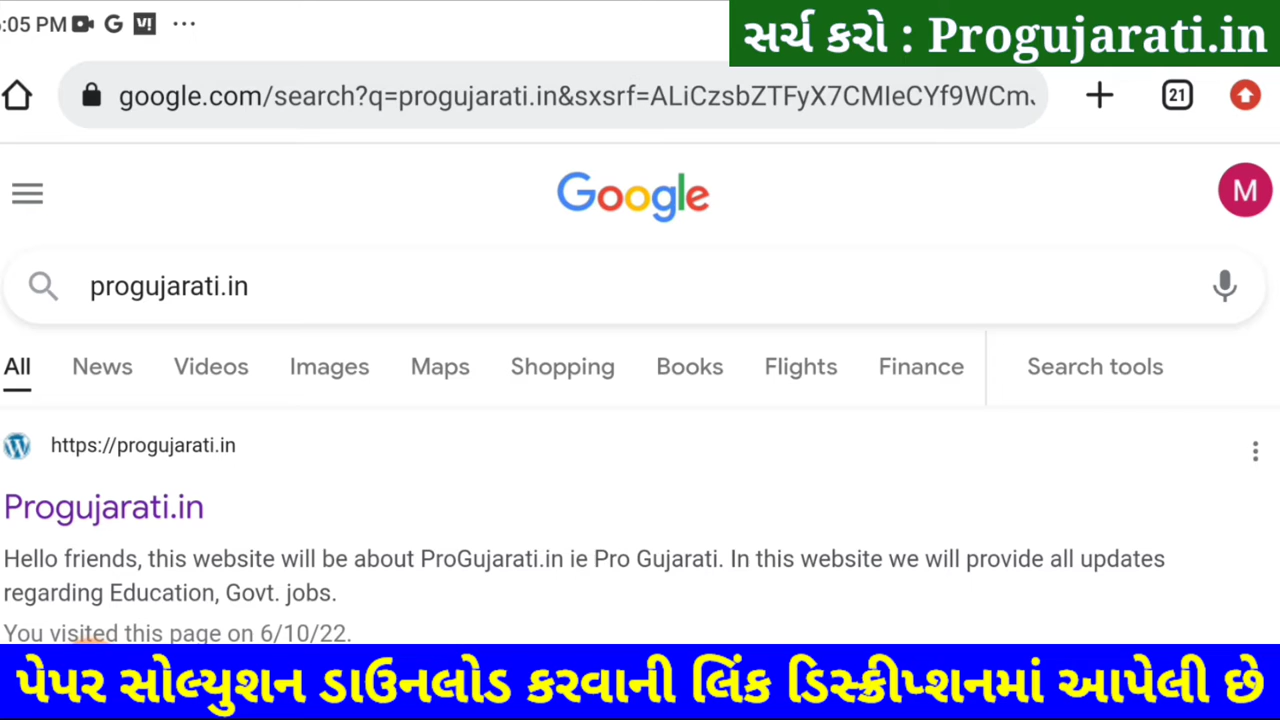 :05 PM G V! ...
સર્ચ કરો : Progujarati.in
google.com/search?q=progujarati.in&sxsrf=ALiCzsbZTFyX7CMIeCYf9WCm
21
Google
M
progujarati.in
All News Videos Images Maps Shopping Books Flights Finance Search tools
https://progujarati.in
Progujarati.in
Hello friends, this website will be about ProGujarati.in ie Pro Gujarati. In this website we will provide all updates
regarding Education, Govt. jobs.
You visited this page on 6/10/22.
પેપર સોલ્યુશન ડાઉનલોડ કરવાની લિંક ડિસ્ક્રીપ્શનમાં આપેલી છે